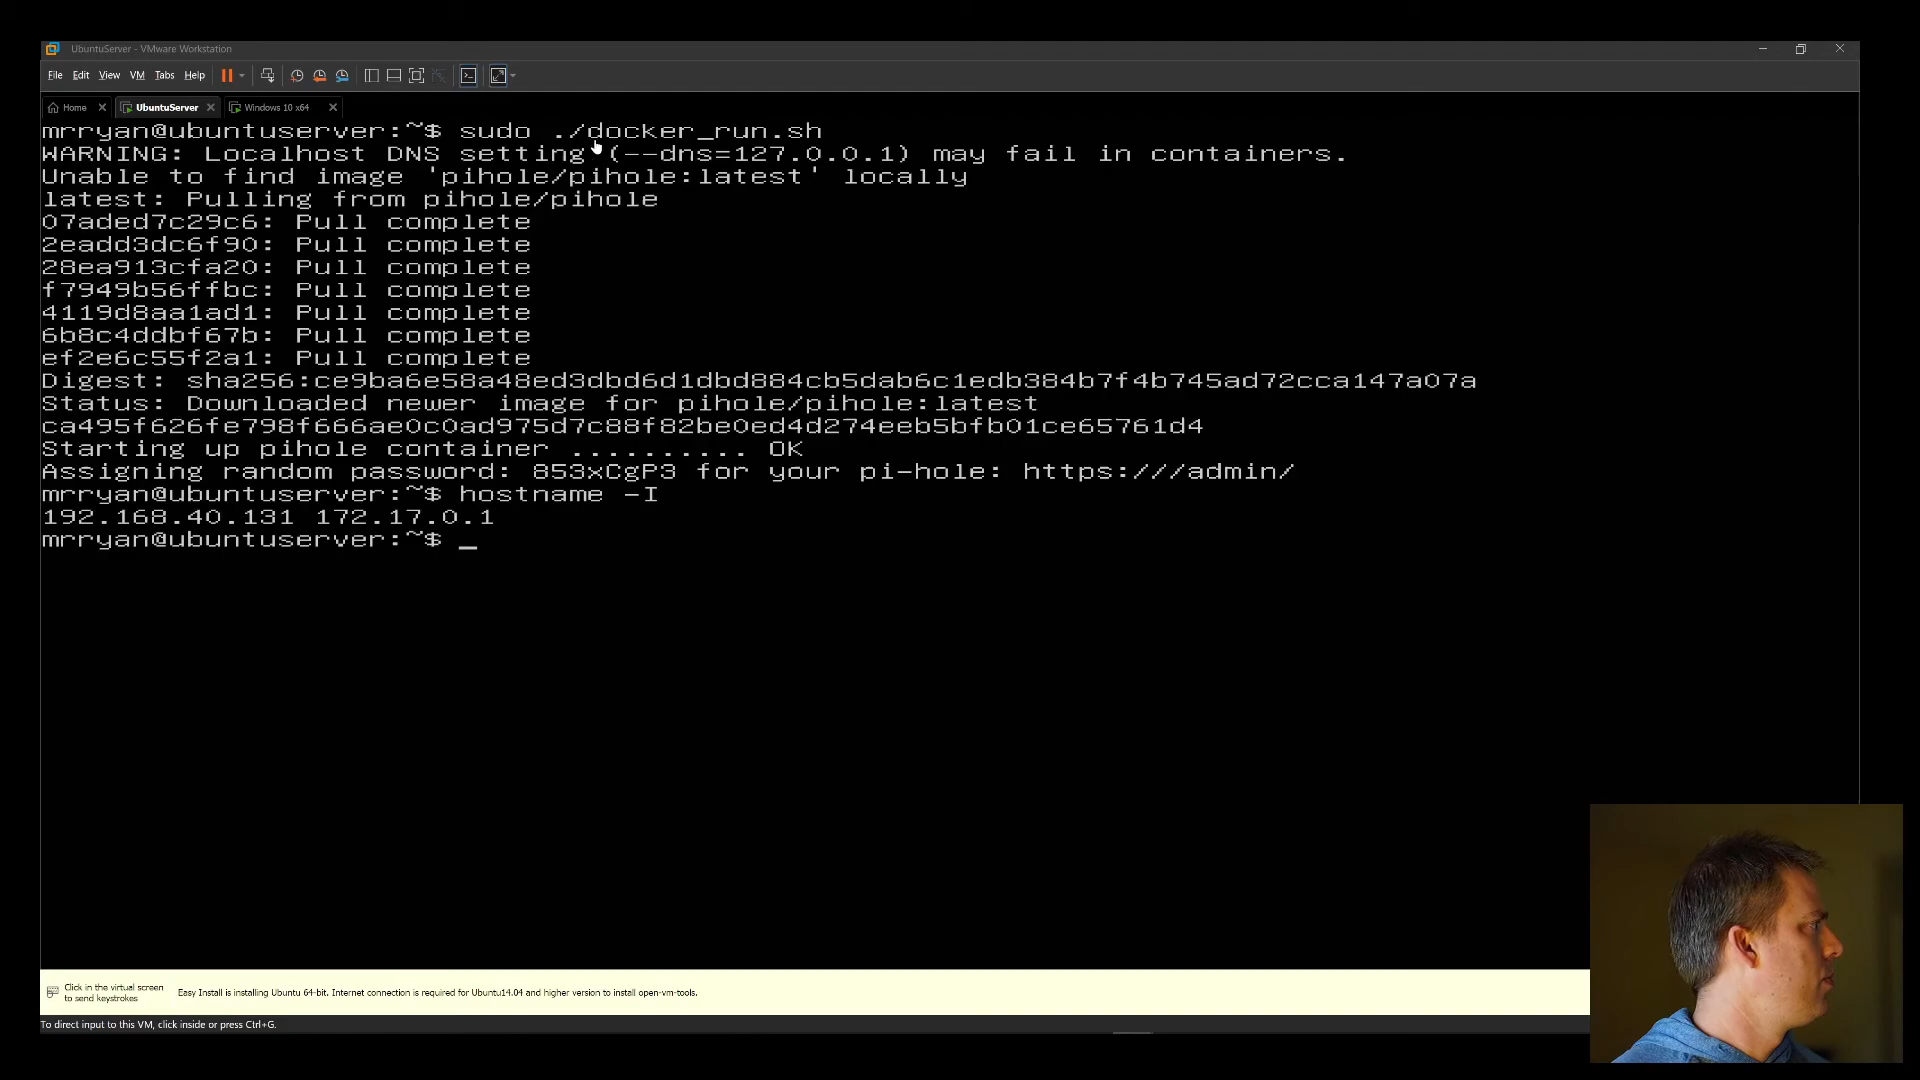 UbuntuServer - VMware Workstation
File Edit View VM Tabs Help
Home UbuntuServer Windows 10 x64
mrryan@ubuntuserver:~$ sudo ./docker_run.sh
WARNING: Localhost DNS setting (--dns=127.0.0.1) may fail in containers.
Unable to find image 'pihole/pihole:latest' locally
latest: Pulling from pihole/pihole
07aded7c29c6: Pull complete
2eadd3dc6f90: Pull complete
28ea913cfa20: Pull complete
f7949b56ffbc: Pull complete
4119d8aa1ad1: Pull complete
6b8c4ddbf67b: Pull complete
ef2e6c55f2a1: Pull complete
Digest: sha256:ce9ba6e58a48ed3dbd6d1dbd884cb5dab6c1edb384b7f4b745ad72cca147a07a
Status: Downloaded newer image for pihole/pihole:latest
ca495f626fe798f666ae0c0ad975d7c88f82be0ed4d274eeb5bfb01ce65761d4
Starting up pihole container .......... OK
Assigning random password: 853xCgP3 for your pi-hole: https:///admin/
mrryan@ubuntuserver:~$ hostname -I
192.168.40.131 172.17.0.1
mrryan@ubuntuserver:~$ _
Click in the virtual screen
to send keystrokes
Easy Install is installing Ubuntu 64-bit. Internet connection is required for Ubuntu14.04 and higher version to install open-vm-tools.
To direct input to this VM, click inside or press Ctrl+G.